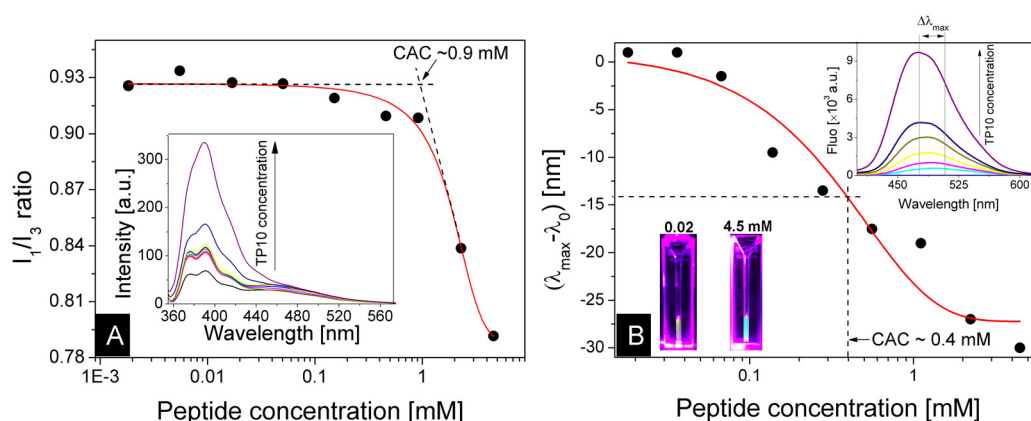 CAC ~0.9 mM
0.93
0.90
0.87
0.84
0.81
0.78
I1/I3 ratio
300
200
100
0
Intensity [a.u.]
TP10 concentration
360 400 440 480 520 560
Wavelength [nm]
A
1E-3 0.01 0.1 1
Peptide concentration [mM]
Δλmax
0
-5
-10
-15
-20
-25
-30
(λmax-λ0) [nm]
9
6
3
0
Fluo [×10³ a.u.]
TP10 concentration
450 525 600
Wavelength [nm]
0.02 4.5 mM
B
CAC ~ 0.4 mM
0.1 1
Peptide concentration [mM]